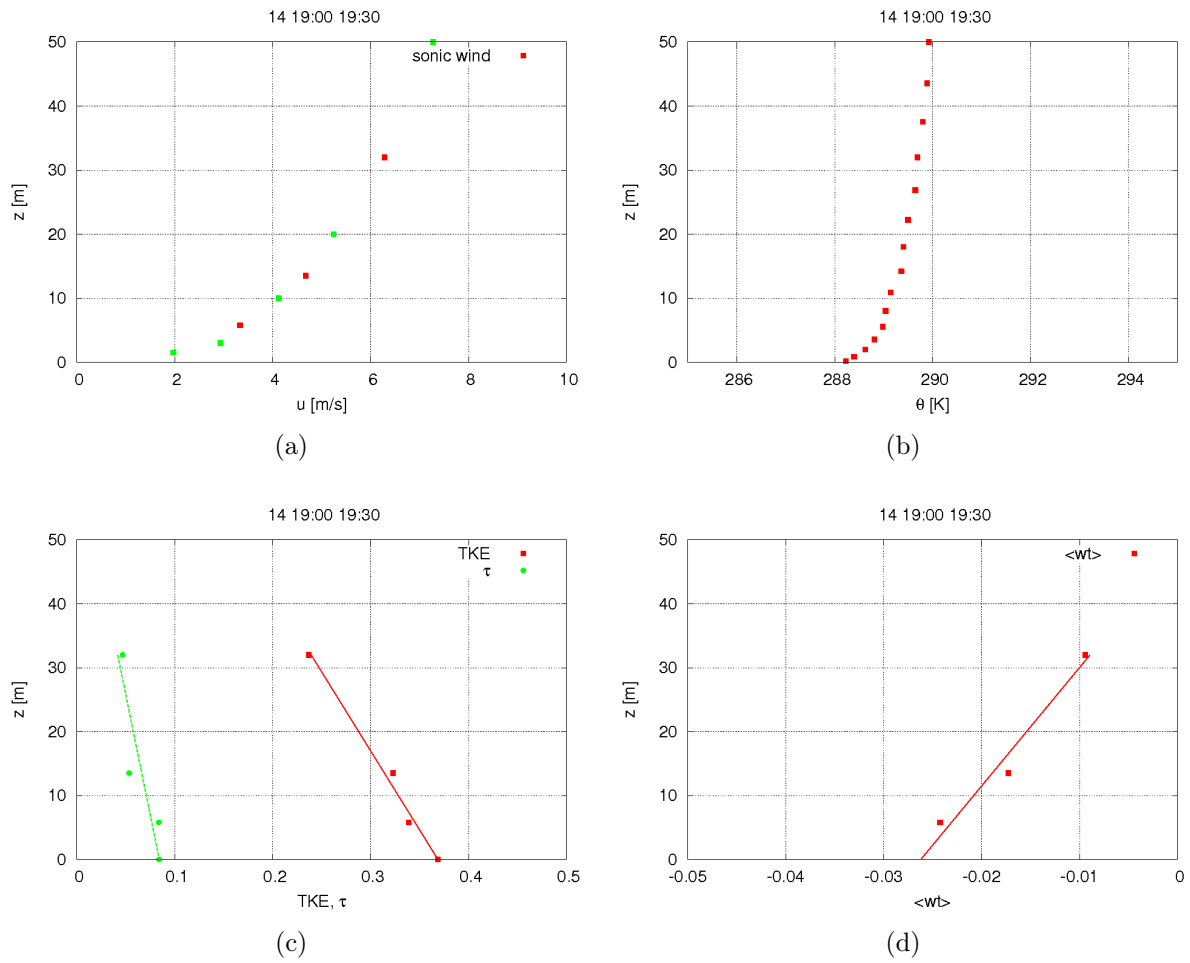 14 19:00 19:30
50
40
30
20
10
0
z [m]
sonic wind
0 2 4 6 8 10
u [m/s]
(a)
14 19:00 19:30
50
40
30
20
10
0
z [m]
286 288 290 292 294
θ [K]
(b)
14 19:00 19:30
50
40
30
20
10
0
z [m]
TKE
τ
0 0.1 0.2 0.3 0.4 0.5
TKE, τ
(c)
14 19:00 19:30
50
40
30
20
10
0
z [m]
<wt>
-0.05 -0.04 -0.03 -0.02 -0.01 0
<wt>
(d)